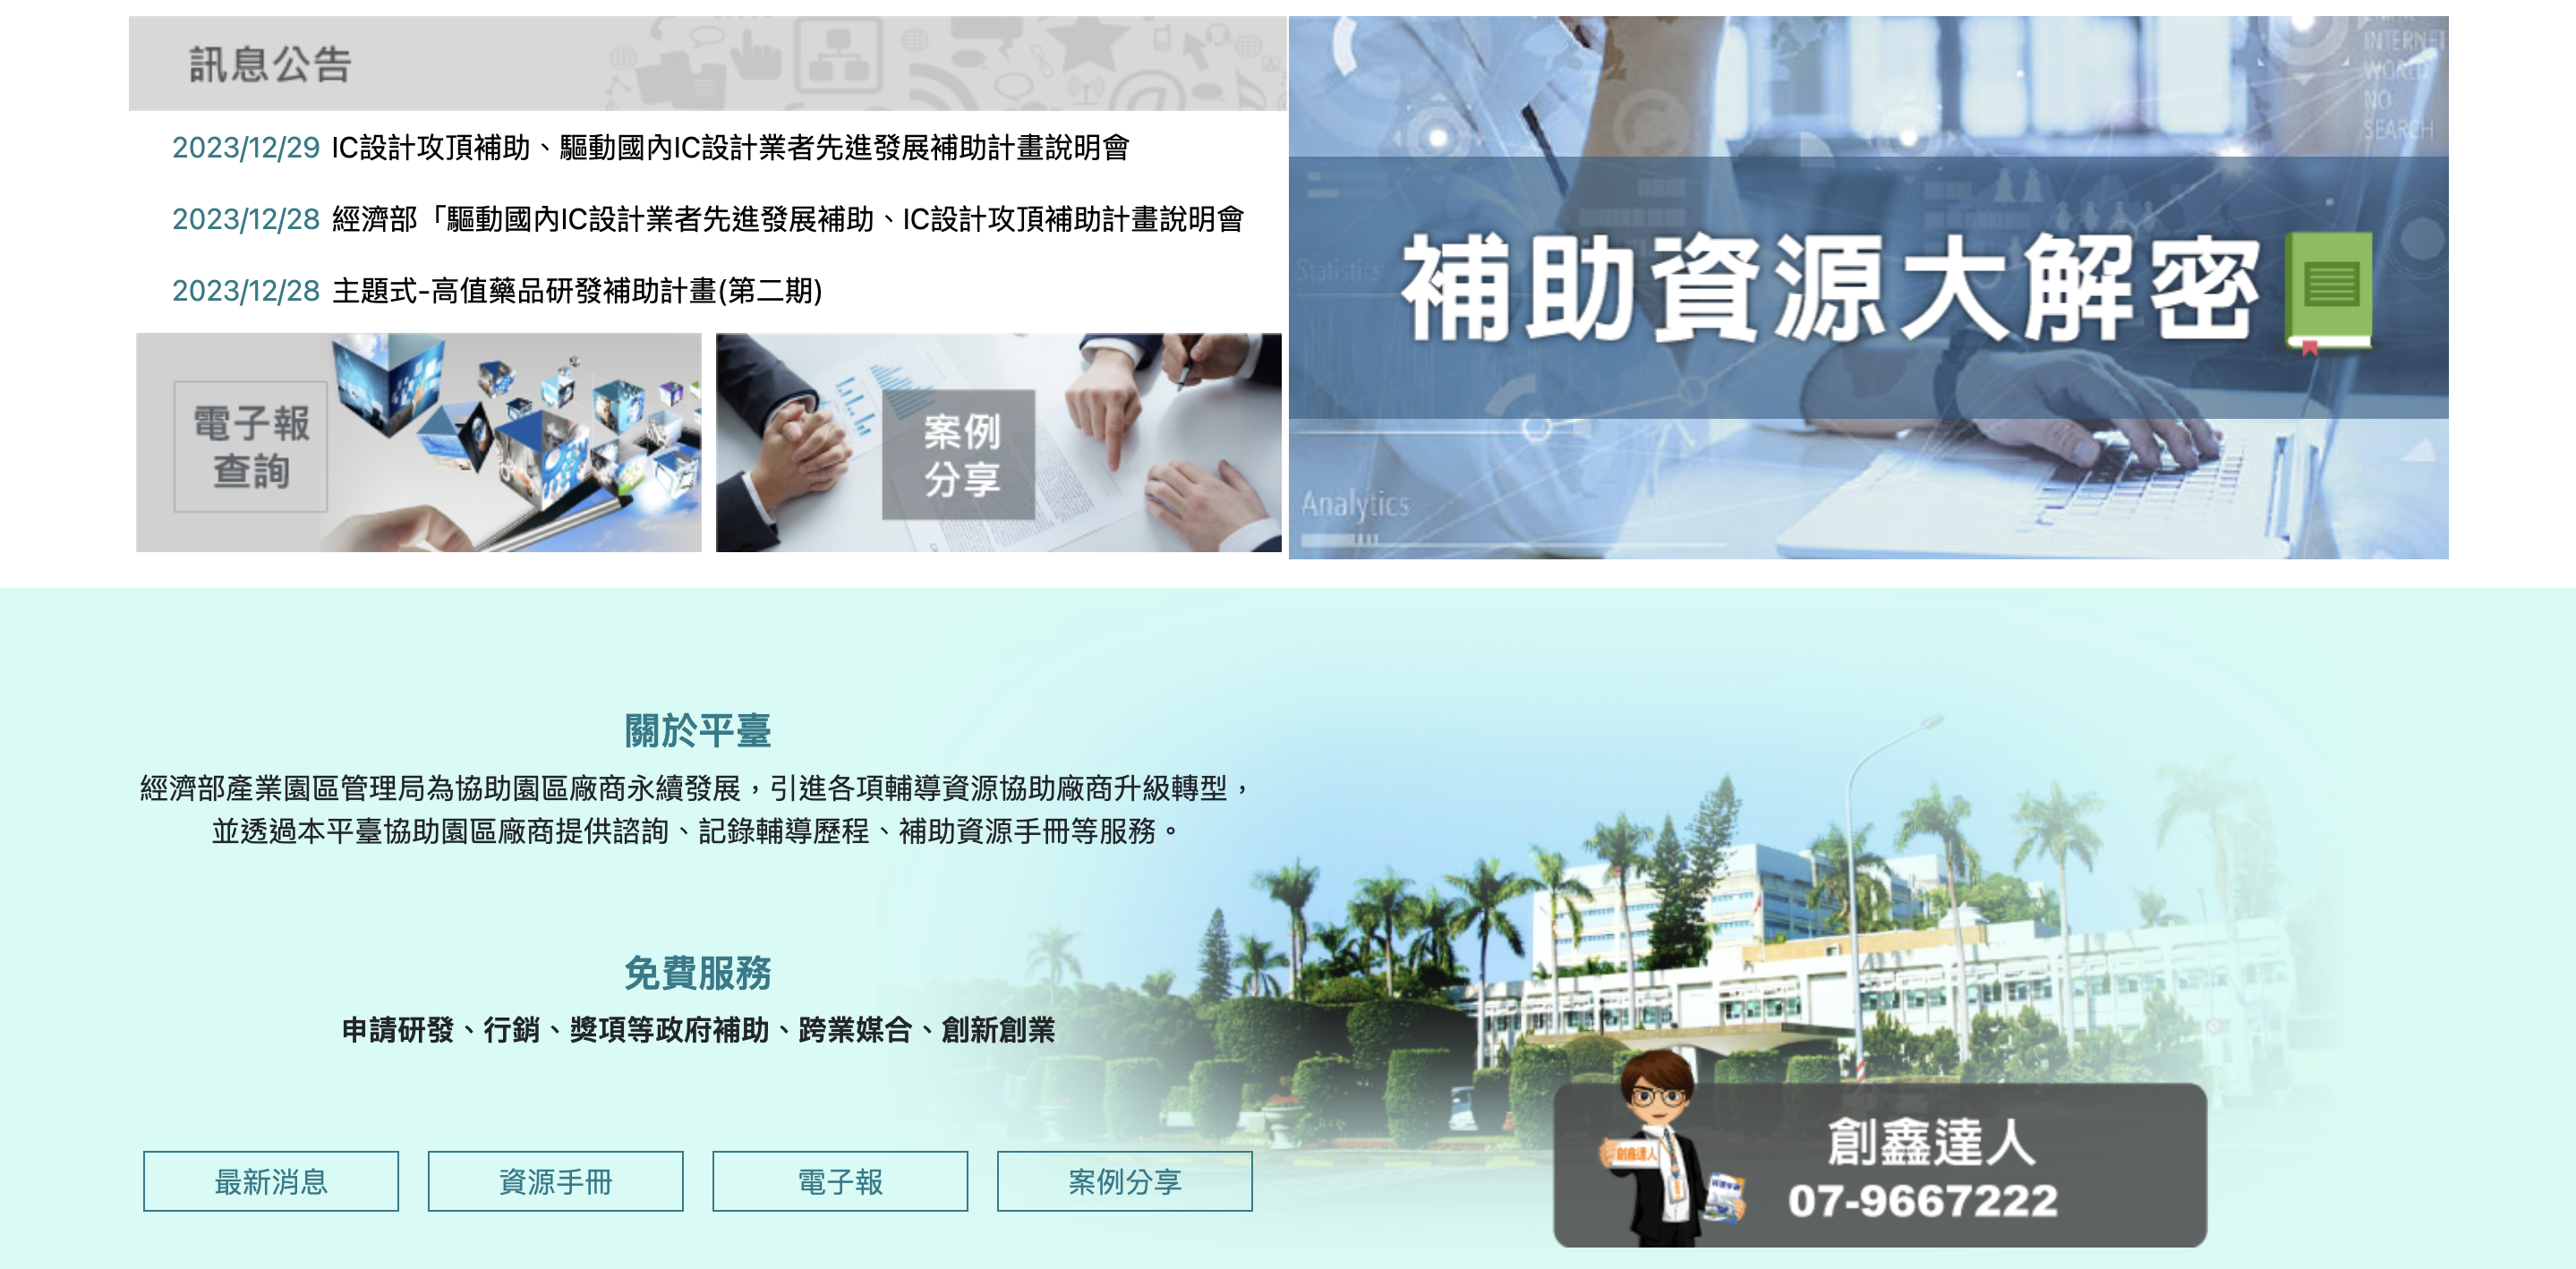 訊息公告
2023/12/29 IC設計攻頂補助、驅動國內IC設計業者先進發展補助計畫說明會
2023/12/28 經濟部「驅動國內IC設計業者先進發展補助、IC設計攻頂補助計畫說明會
2023/12/28 主題式-高值藥品研發補助計畫(第二期)
電子報
查詢
案例
分享
INTERNET
WORLD
NO
SEARCH
補助資源大解密
Statistics
Analytics
關於平臺
經濟部產業園區管理局為協助園區廠商永續發展，引進各項輔導資源協助廠商升級轉型，
並透過本平臺協助園區廠商提供諮詢、記錄輔導歷程、補助資源手冊等服務。
免費服務
申請研發、行銷、獎項等政府補助、跨業媒合、創新創業
最新消息
資源手冊
電子報
案例分享
創鑫達人
創鑫達人
07-9667222